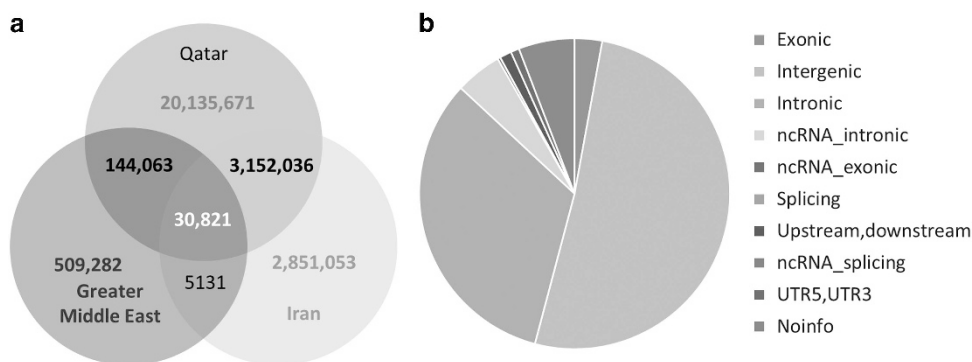 a
Qatar
20,135,671
144,063
3,152,036
30,821
509,282
Greater
Middle East
5131
2,851,053
Iran
b
Exonic
Intergenic
Intronic
ncRNA_intronic
ncRNA_exonic
Splicing
Upstream,downstream
ncRNA_splicing
UTR5,UTR3
Noinfo